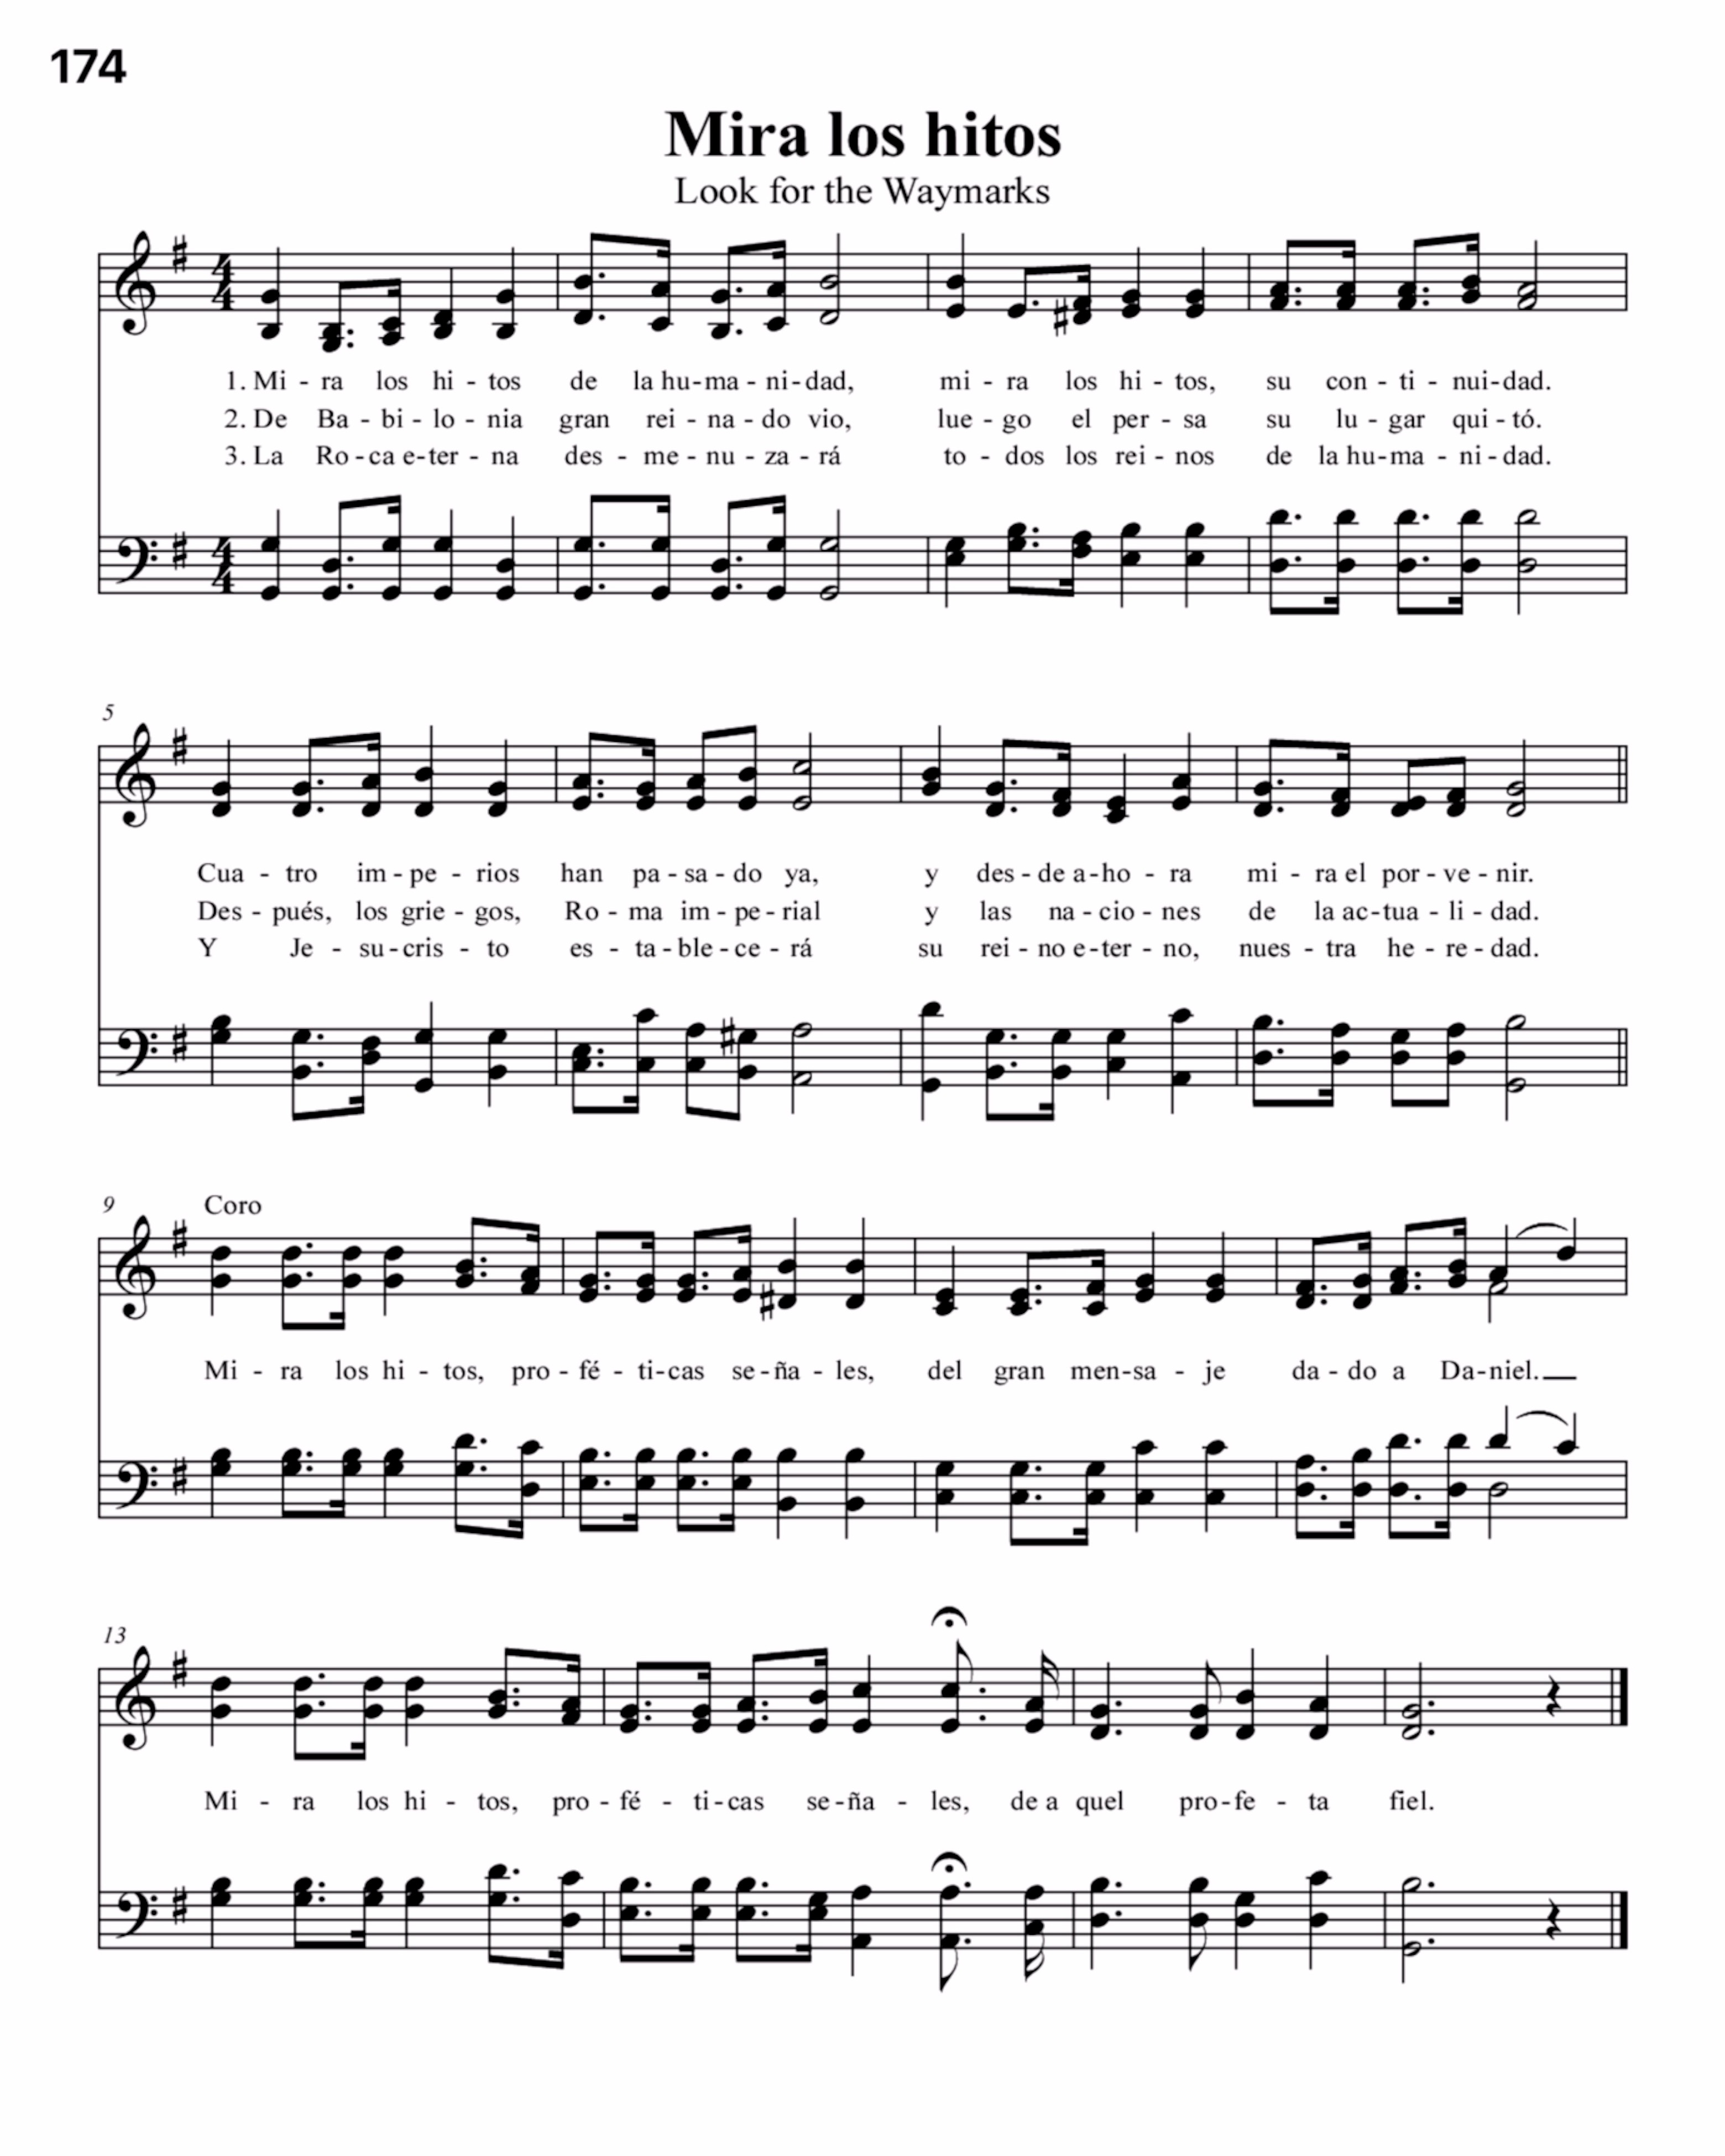 174
Mira los hitos
Look for the Waymarks
1. Mi - ra los hi - tos de la hu-ma - ni-dad, mi - ra los hi - tos, su con - ti - nui-dad.
2. De Ba - bi - lo - nia gran rei - na - do vio, lue - go el per - sa su lu - gar qui - tó.
3. La Ro - ca e-ter - na des - me - nu - za - rá to - dos los rei - nos de la hu-ma - ni - dad.
5
Cua - tro im - pe - rios han pa - sa - do ya, y des - de a-ho - ra mi - ra el por - ve - nir.
Des - pués, los grie - gos, Ro - ma im - pe - rial y las na - cio - nes de la ac-tua - li - dad.
Y Je - su - cris - to es - ta - ble - ce - rá su rei - no e-ter - no, nues - tra he - re - dad.
9 Coro
Mi - ra los hi - tos, pro - fé - ti-cas se-ña - les, del gran men-sa - je da - do a Da-niel.
13
Mi - ra los hi - tos, pro - fé - ti-cas se-ña - les, de a quel pro-fe - ta fiel.